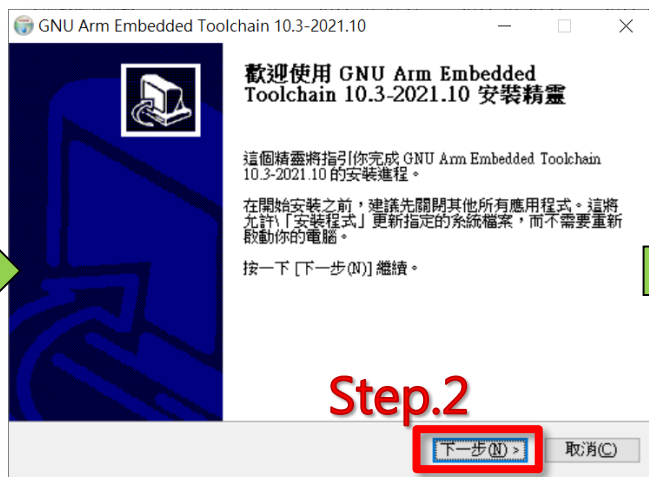 GNU Arm Embedded Toolchain 10.3-2021.10
歡迎使用 GNU Arm Embedded
Toolchain 10.3-2021.10 安裝精靈
這個精靈將指引你完成 GNU Arm Embedded Toolchain
10.3-2021.10 的安裝進程。
在開始安裝之前，建議先關閉其他所有應用程式。這將
允許\「安裝程式」更新指定的系統檔案，而不需要重新
啟動你的電腦。
按一下 [下一步(N)] 繼續。
Step.2
下一步(N) >
取消(C)